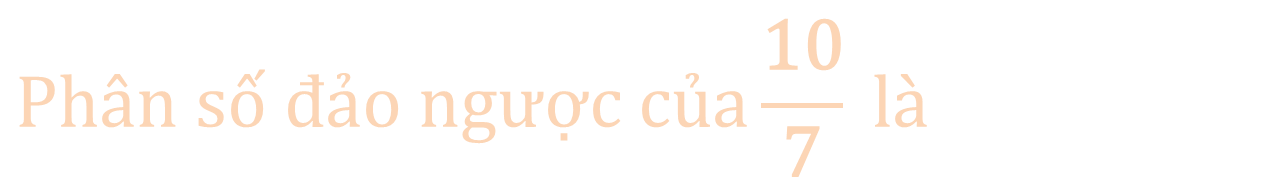 Phân số đảo ngược của 10/7 là